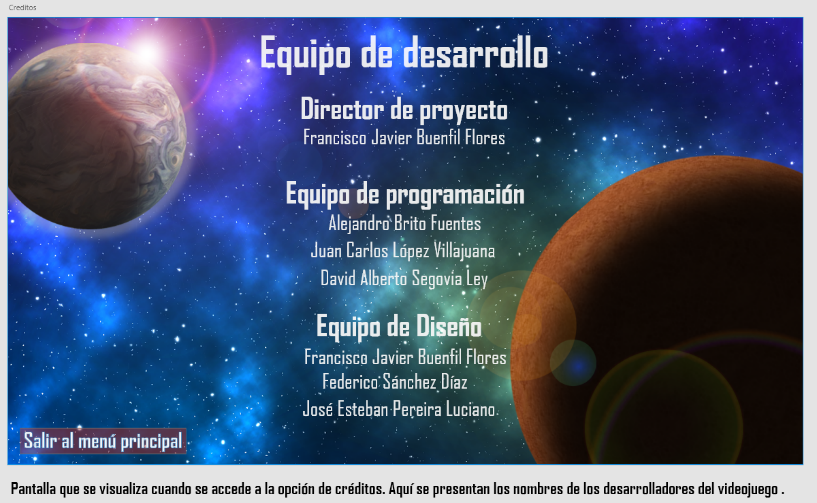 Creditos
Equipo de desarrollo
Director de proyecto
Francisco Javier Buenfil Flores
Equipo de programación
Alejandro Brito Fuentes
Juan Carlos López Villajuana
David Alberto Segovia Ley
Equipo de Diseño
Francisco Javier Buenfil Flores
Federico Sánchez Díaz
José Esteban Pereira Luciano
Salir al menú principal
Pantalla que se visualiza cuando se accede a la opción de créditos. Aquí se presentan los nombres de los desarrolladores del videojuego .